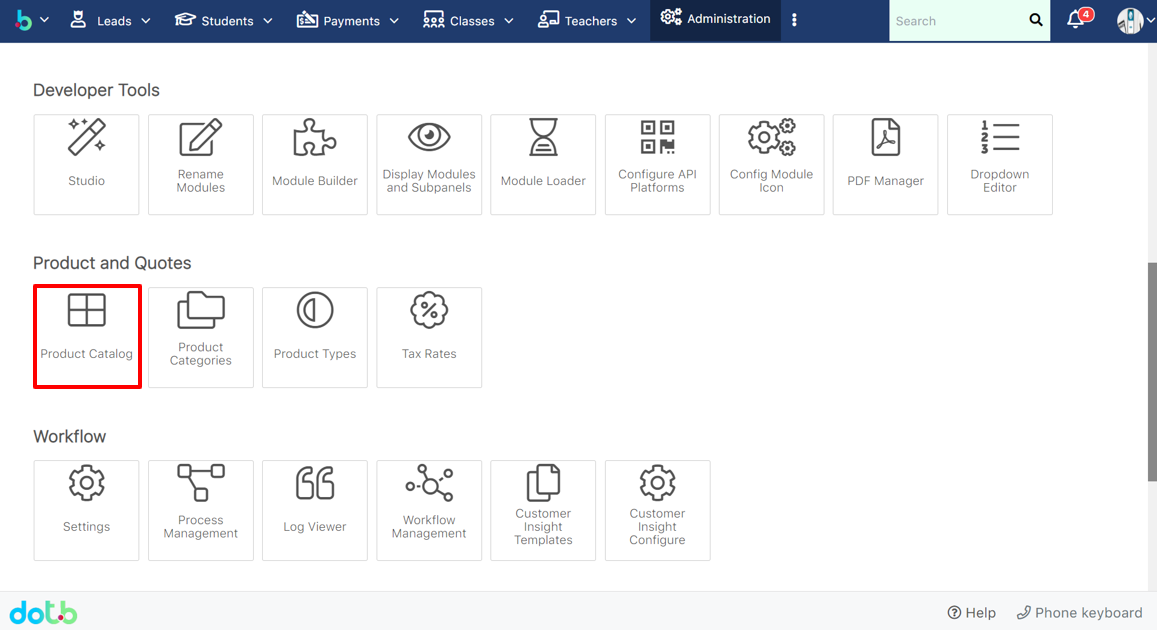 b Leads Students Payments Classes Teachers Administration Search 4
Developer Tools
Studio
Rename
Modules
Module Builder
Display Modules
and Subpanels
Module Loader
Configure API
Platforms
Config Module
Icon
PDF Manager
1
2
3
Dropdown
Editor
Product and Quotes
Product Catalog
Product
Categories
Product Types
%
Tax Rates
Workflow
Settings
Process
Management
Log Viewer
Workflow
Management
Customer
Insight
Templates
Customer
Insight
Configure
dotb ? Help Phone keyboard